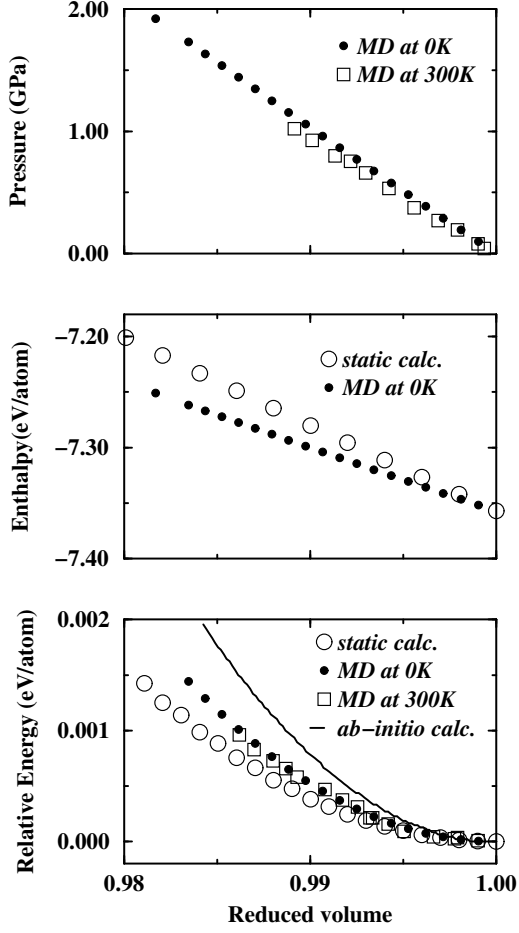 2.00
MD at 0K
MD at 300K
1.00
Pressure (GPa)
0.00
−7.20
static calc.
MD at 0K
−7.30
Enthalpy(eV/atom)
−7.40
0.002
static calc.
MD at 0K
MD at 300K
ab−initio calc.
0.001
Relative Energy (eV/atom)
0.000
0.98
0.99
1.00
Reduced volume